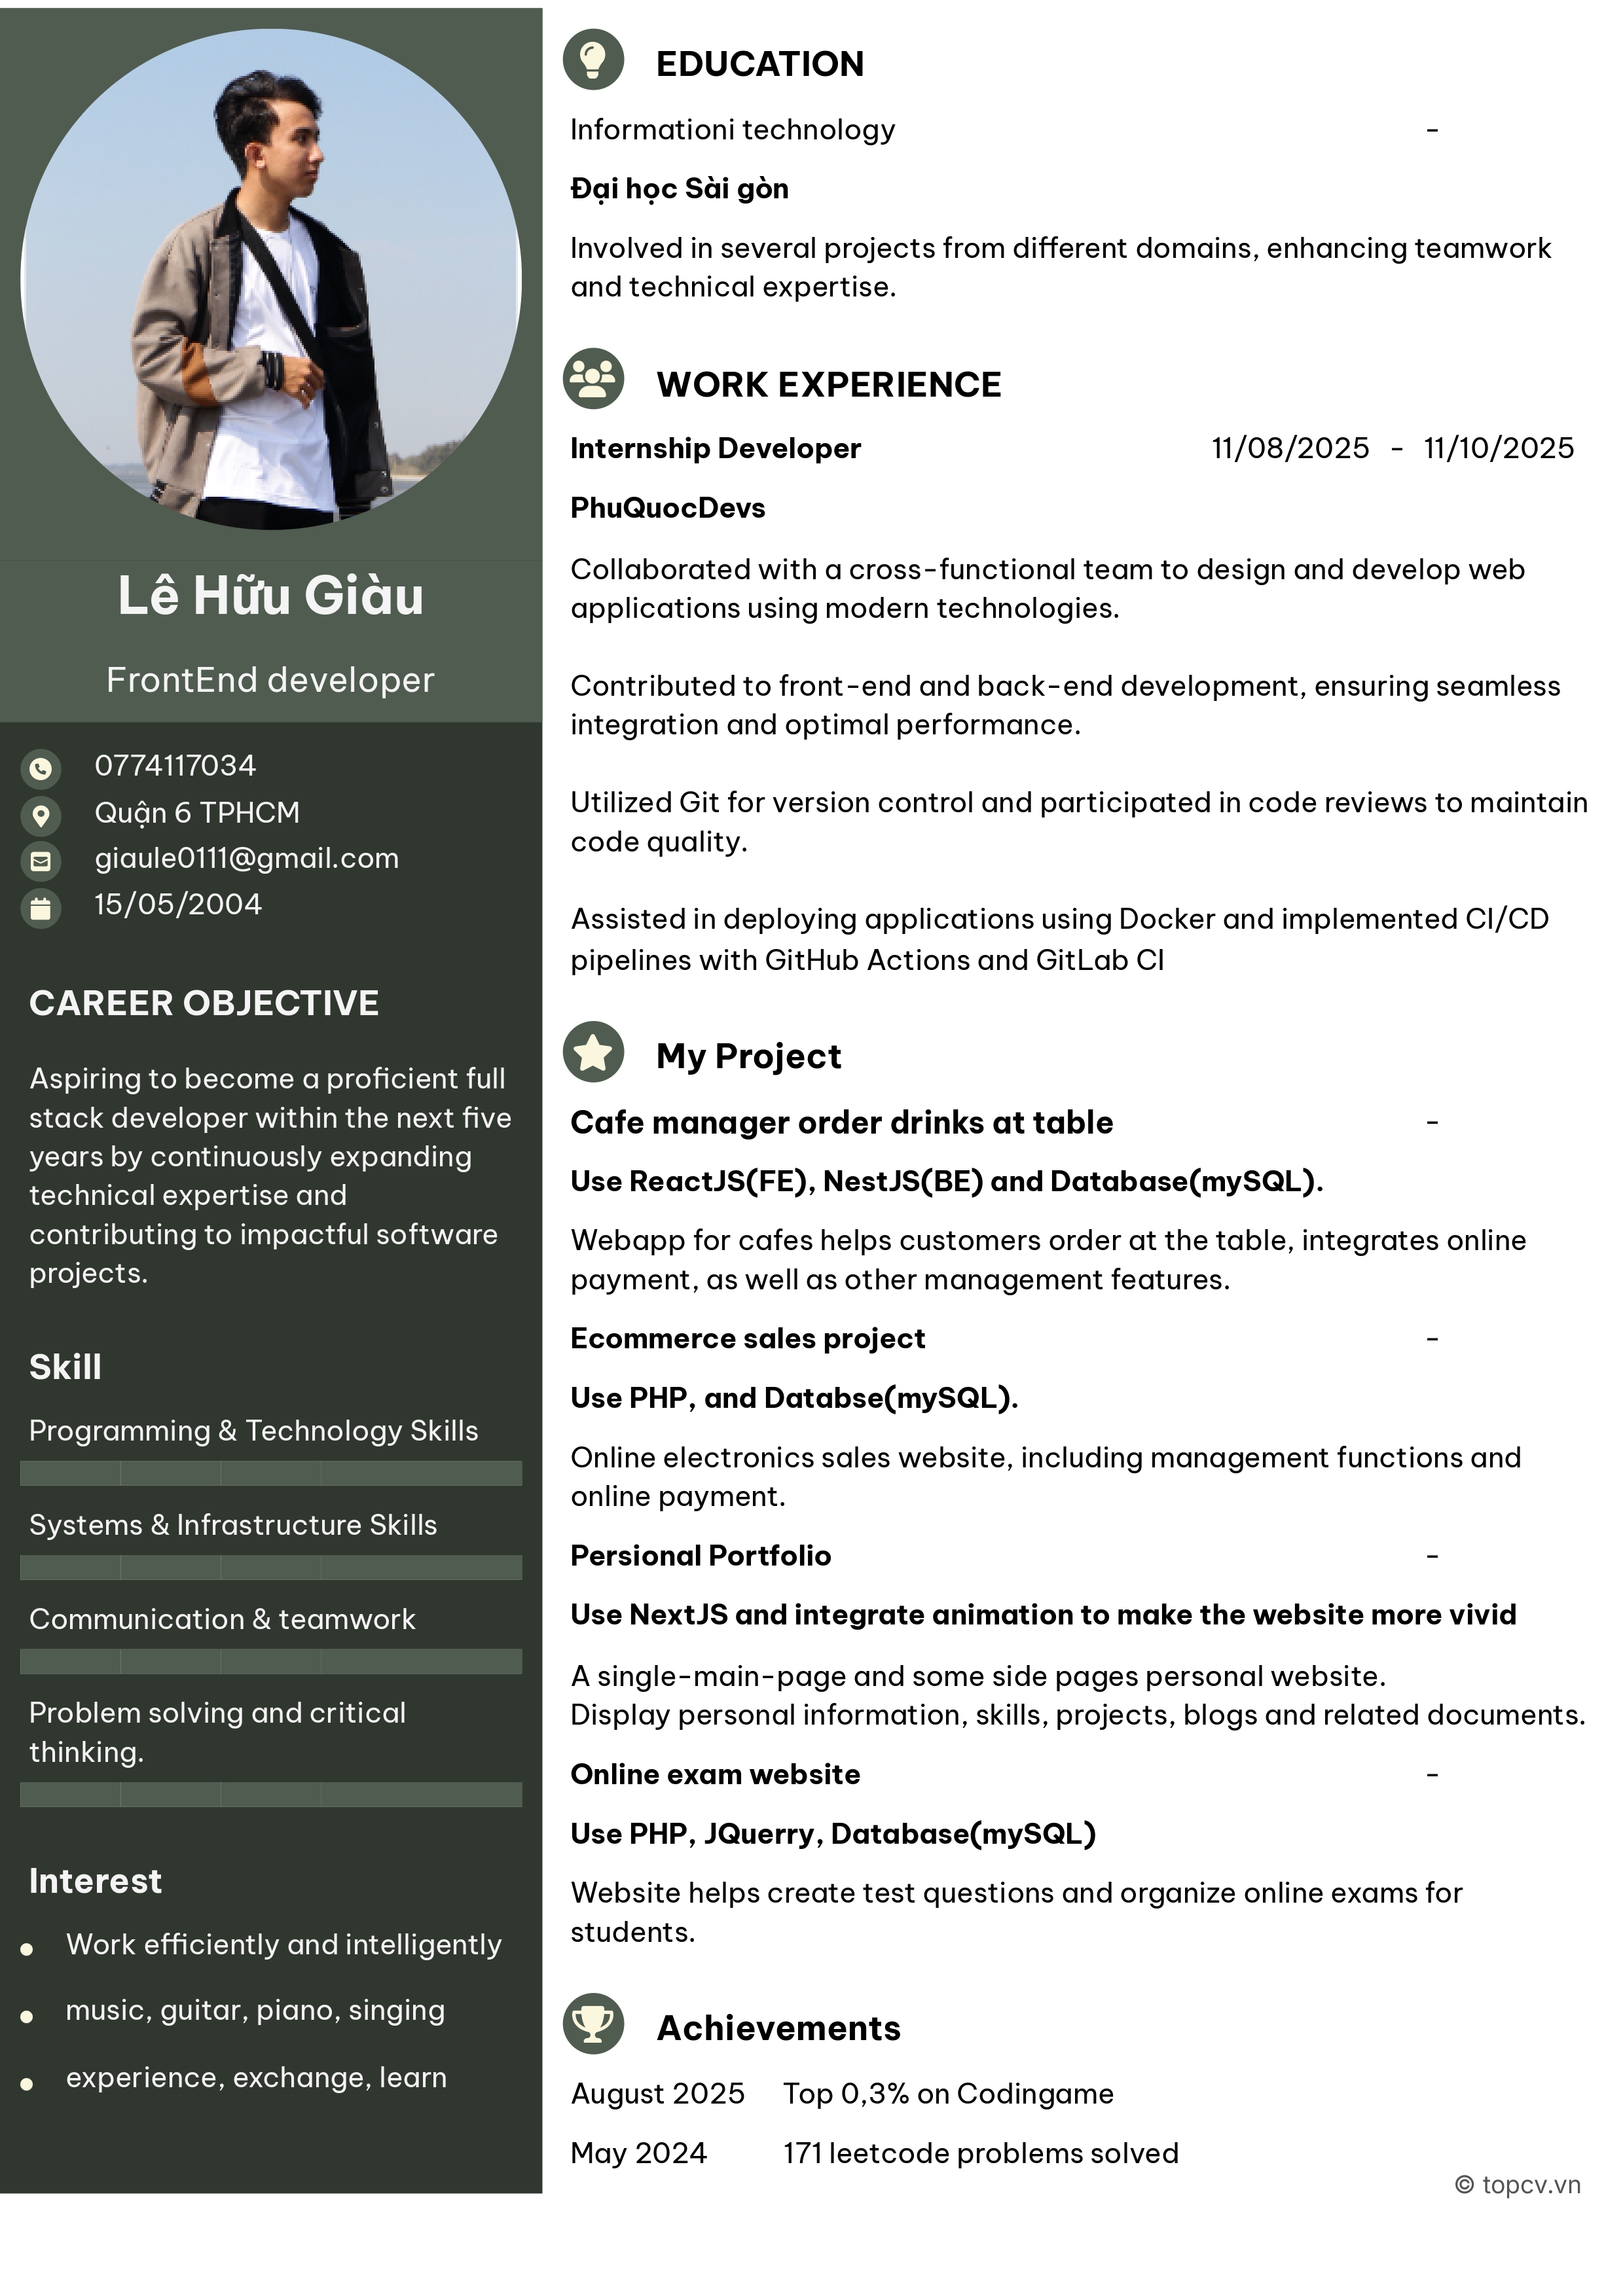 Lê Hữu Giàu
FrontEnd developer
0774117034
Quận 6 TPHCM
giaule0111@gmail.com
15/05/2004
CAREER OBJECTIVE
Aspiring to become a proficient full
stack developer within the next five
years by continuously expanding
technical expertise and
contributing to impactful software
projects.
Skill
Programming & Technology Skills
Systems & Infrastructure Skills
Communication & teamwork
Problem solving and critical
thinking.
Interest
Work efficiently and intelligently
music, guitar, piano, singing
experience, exchange, learn
EDUCATION
Informationi technology -
Đại học Sài gòn
Involved in several projects from different domains, enhancing teamwork
and technical expertise.
WORK EXPERIENCE
Internship Developer 11/08/2025 - 11/10/2025
PhuQuocDevs
Collaborated with a cross-functional team to design and develop web
applications using modern technologies.
Contributed to front-end and back-end development, ensuring seamless
integration and optimal performance.
Utilized Git for version control and participated in code reviews to maintain
code quality.
Assisted in deploying applications using Docker and implemented CI/CD
pipelines with GitHub Actions and GitLab CI
My Project
Cafe manager order drinks at table -
Use ReactJS(FE), NestJS(BE) and Database(mySQL).
Webapp for cafes helps customers order at the table, integrates online
payment, as well as other management features.
Ecommerce sales project -
Use PHP, and Databse(mySQL).
Online electronics sales website, including management functions and
online payment.
Persional Portfolio -
Use NextJS and integrate animation to make the website more vivid
A single-main-page and some side pages personal website.
Display personal information, skills, projects, blogs and related documents.
Online exam website -
Use PHP, JQuerry, Database(mySQL)
Website helps create test questions and organize online exams for
students.
Achievements
August 2025 Top 0,3% on Codingame
May 2024 171 leetcode problems solved
© topcv.vn